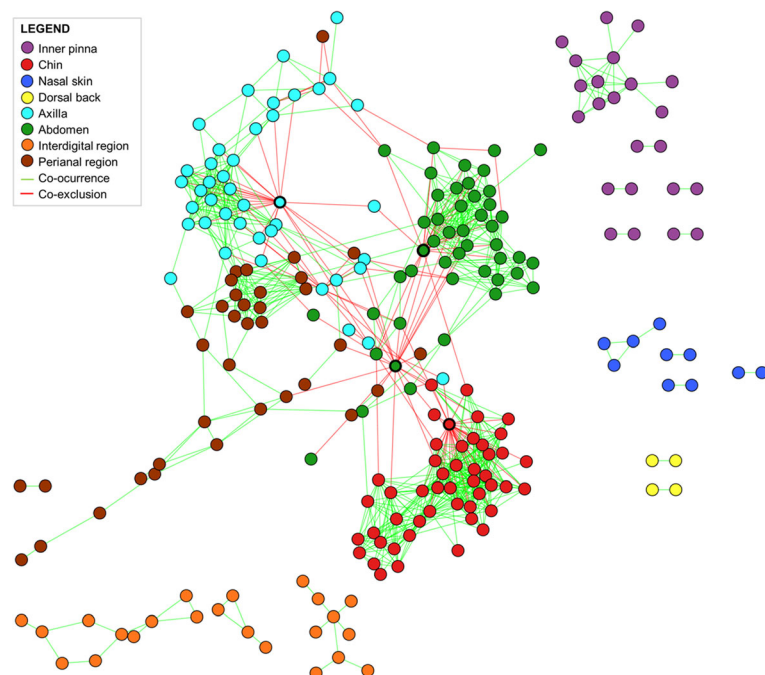 LEGEND
Inner pinna
Chin
Nasal skin
Dorsal back
Axilla
Abdomen
Interdigital region
Perianal region
Co-ocurrence
Co-exclusion